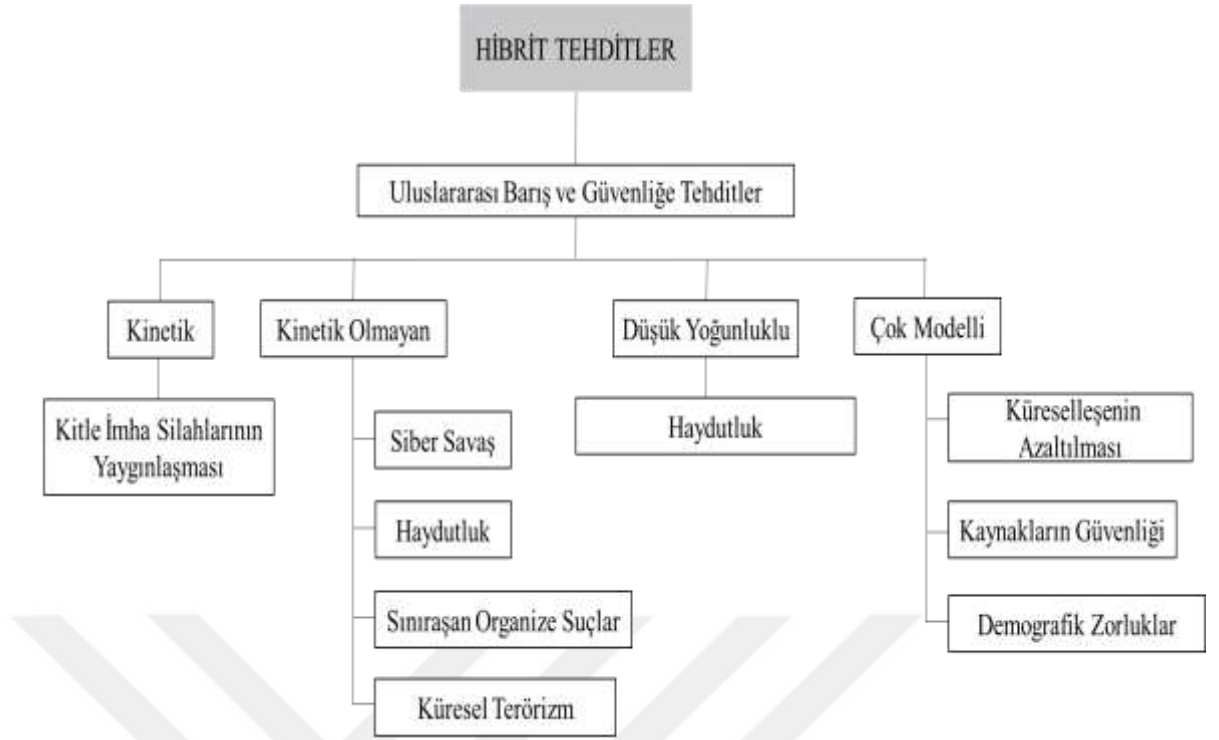 HİBRİT TEHDİTLER
Uluslararası Barış ve Güvenliğe Tehditler
Kinetik
Kitle İmha Silahlarının
Yaygınlaşması
Kinetik Olmayan
Siber Savaş
Haydutluk
Sınıraşan Organize Suçlar
Küresel Terörizm
Düşük Yoğunluklu
Haydutluk
Çok Modelli
Küreselleşenin
Azaltılması
Kaynakların Güvenliği
Demografik Zorluklar